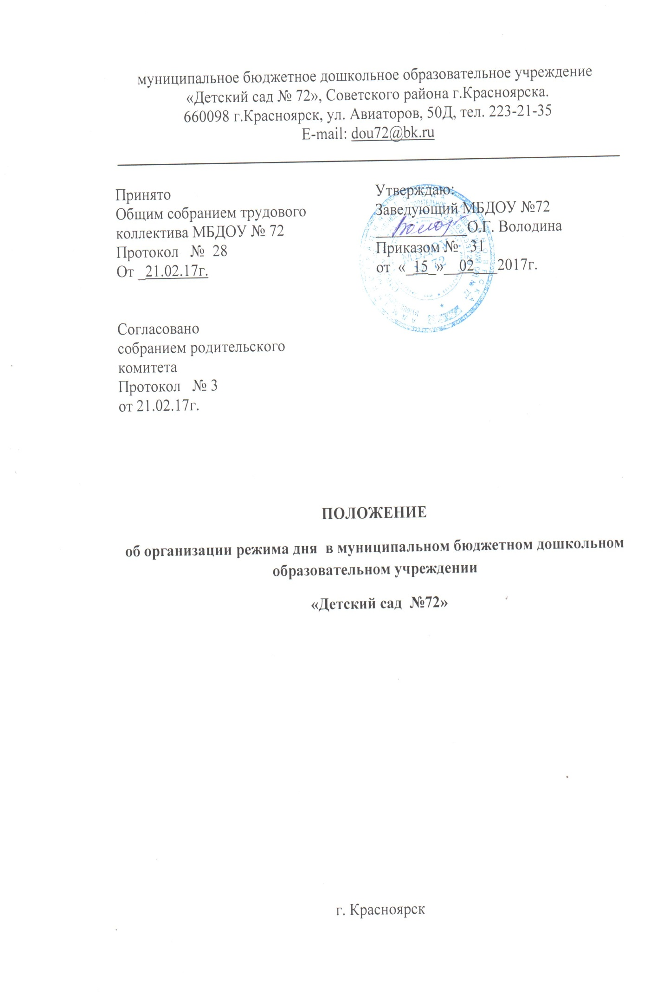 муниципальное бюджетное дошкольное образовательное учреждение
«Детский сад № 72», Советского района г.Красноярска.
660098 г.Красноярск, ул. Авиаторов, 50Д, тел. 223-21-35
E-mail: dou72@bk.ru
Принято
Общим собранием трудового
коллектива МБДОУ № 72
Протокол № 28
От _21.02.17г.
Утверждаю:
Заведующий МБДОУ №72
О.Г. Володина
Приказом № 31
от «_15_»__02___2017г.
МБДОУ
72
Согласовано
собранием родительского
комитета
Протокол № 3
от 21.02.17г.
ПОЛОЖЕНИЕ
об организации режима дня в муниципальном бюджетном дошкольном
образовательном учреждении
«Детский сад №72»
г. Красноярск